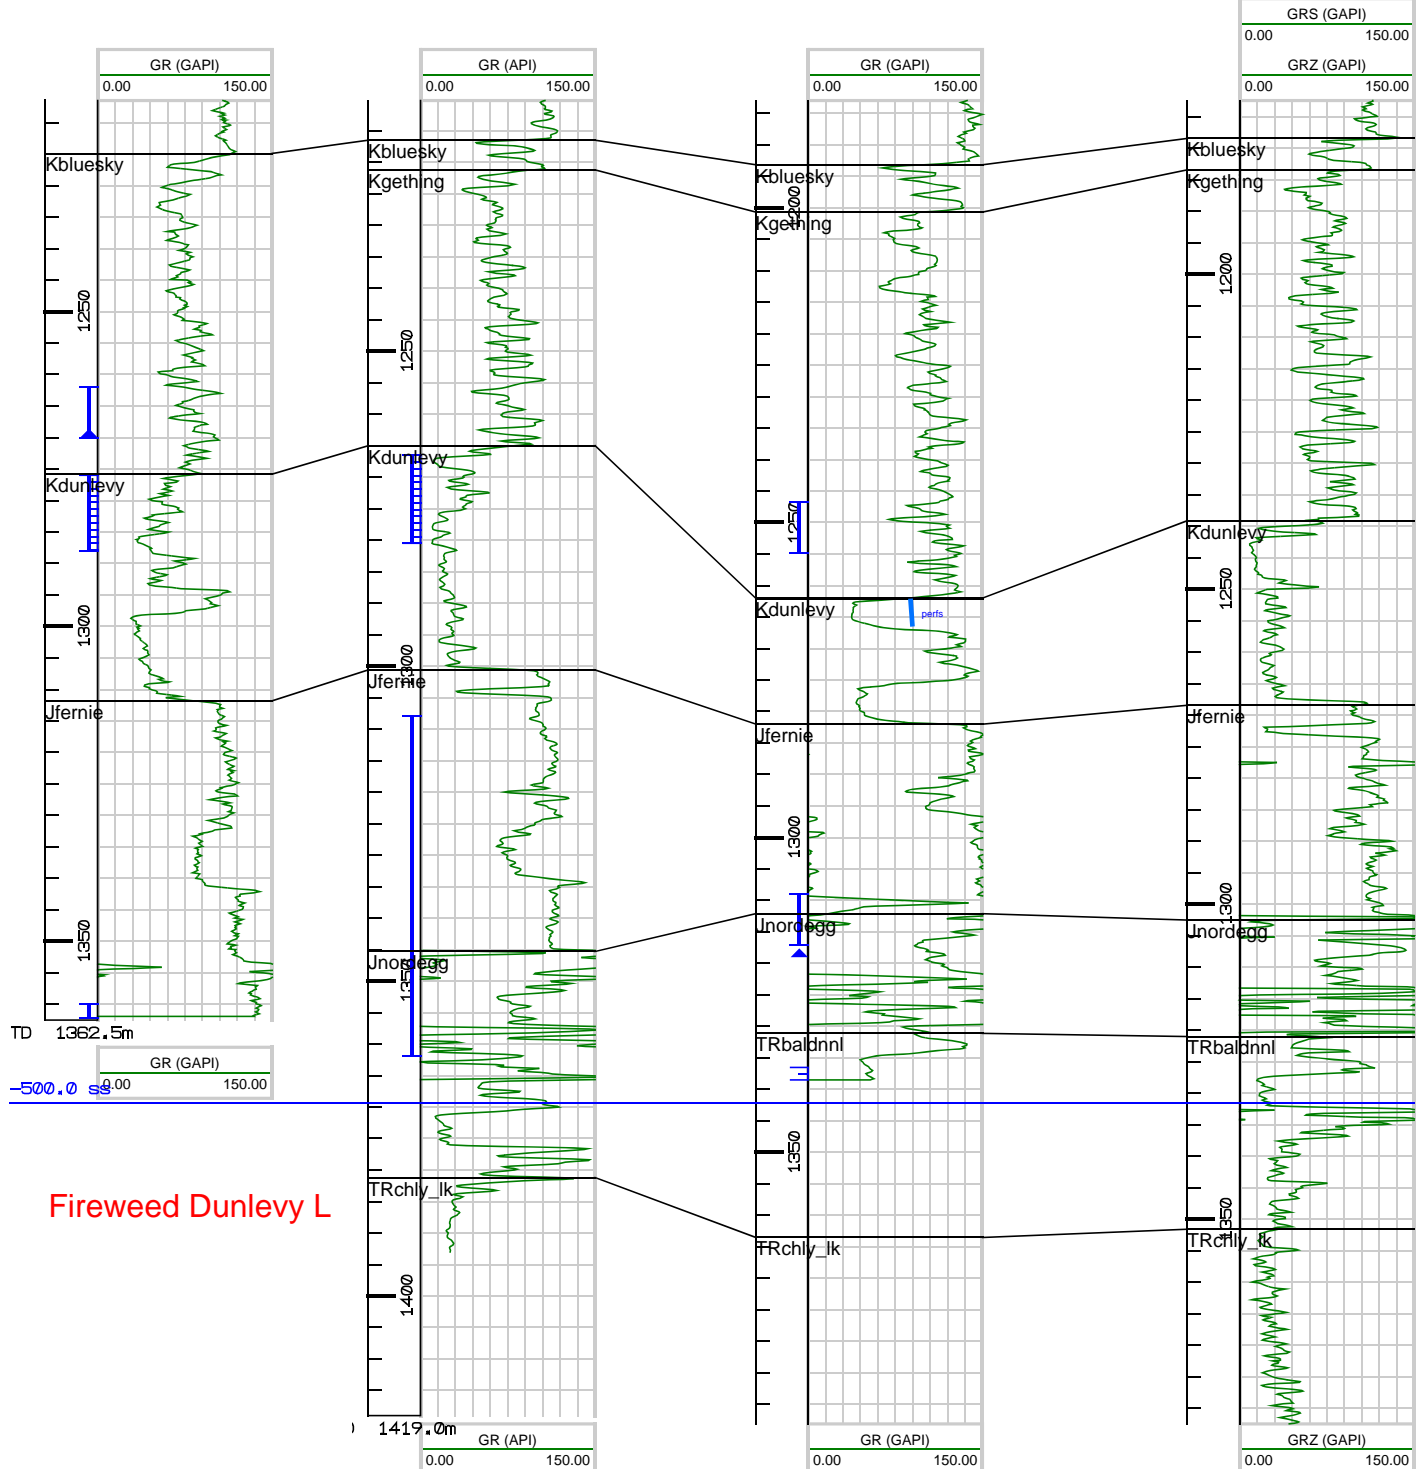 GRS (GAPI)
0.00 150.00
GR (GAPI)
0.00 150.00
GR (API)
0.00 150.00
GR (GAPI)
0.00 150.00
GRZ (GAPI)
0.00 150.00
Kbluesky
1250
Kdunlevy
1300
Jfernie
1350
TD 1362.5m
GR (GAPI)
0.00 150.00
-500.0 ss
Fireweed Dunlevy L
Kbluesky
Kgething
1250
Kdunlevy
1300
Jfernie
Jnordegg
1350
TRchly_lk
1400
1419.0m
GR (API)
0.00 150.00
Kbluesky
1200
Kgething
1250
Kdunlevy
perfs
Jfernie
1300
Jnordegg
TRbaldnnl
1350
TRchly_lk
GR (GAPI)
0.00 150.00
Kbluesky
Kgething
1200
Kdunlevy
1250
Jfernie
1300
Jnordegg
TRbaldnnl
1350
TRchly_lk
GRZ (GAPI)
0.00 150.00